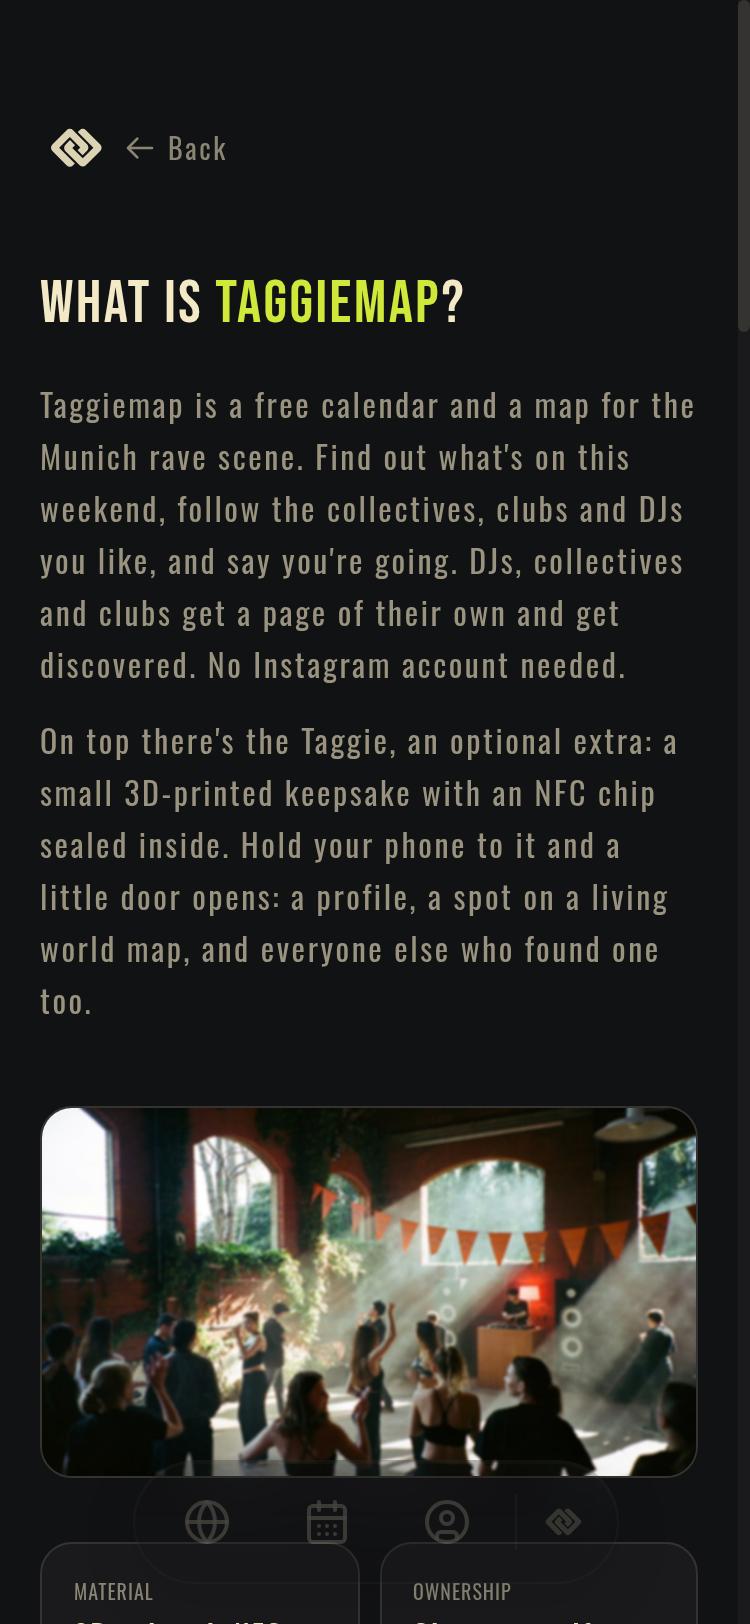 Back
WHAT IS TAGGIEMAP?
Taggiemap is a free calendar and a map for the
Munich rave scene. Find out what's on this
weekend, follow the collectives, clubs and DJs
you like, and say you're going. DJs, collectives
and clubs get a page of their own and get
discovered. No Instagram account needed.
On top there's the Taggie, an optional extra: a
small 3D-printed keepsake with an NFC chip
sealed inside. Hold your phone to it and a
little door opens: a profile, a spot on a living
world map, and everyone else who found one
too.
MATERIAL
OWNERSHIP